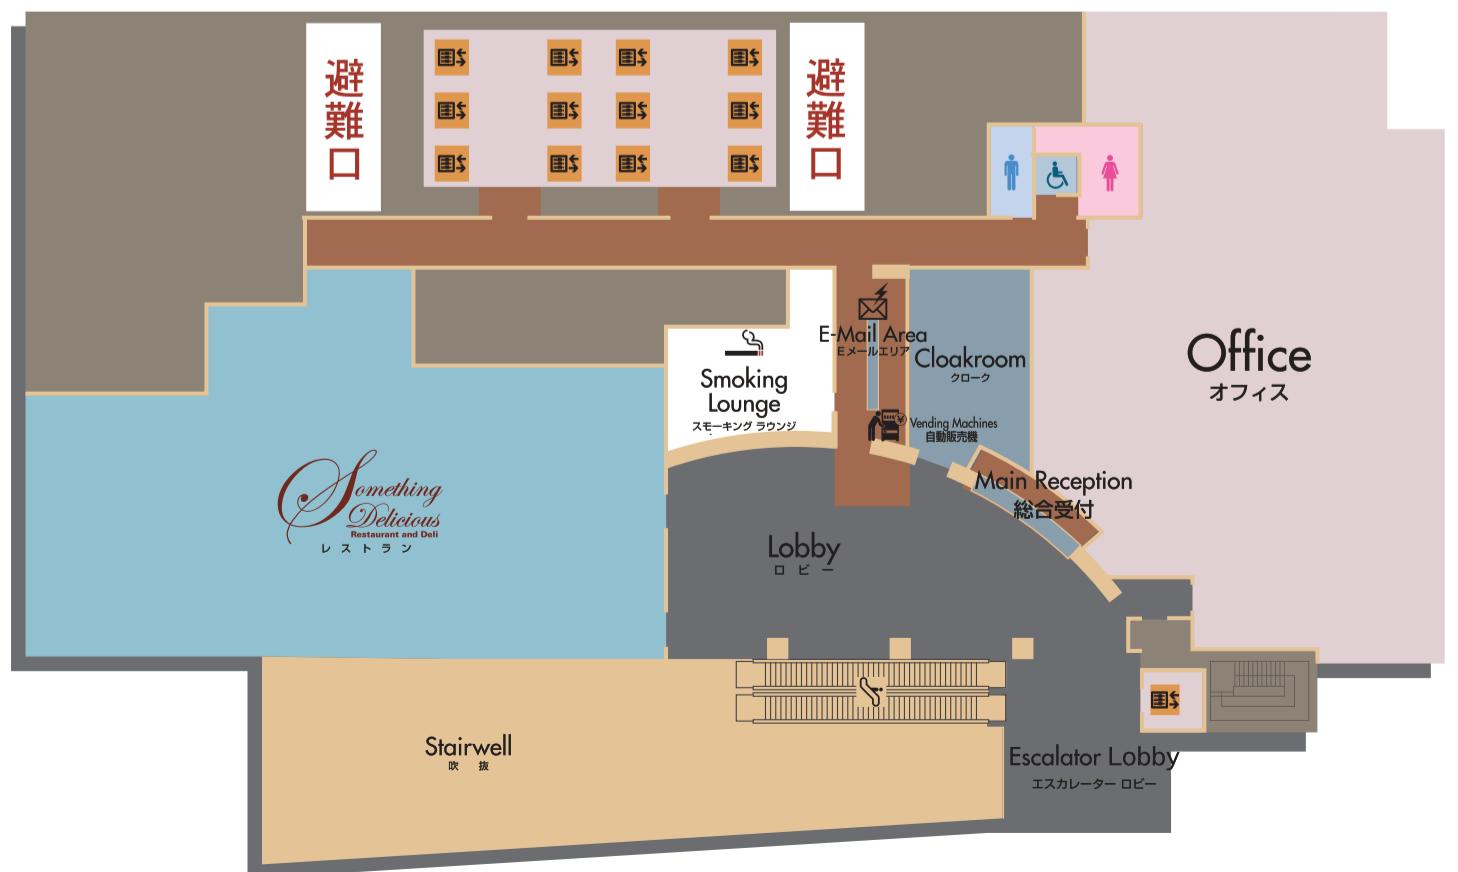 避
難
口
避
難
口
E-Mail Area
Eメールエリア
Cloakroom
クローク
Office
オフィス
Smoking
Lounge
スモーキング ラウンジ
¥
Vending Machines
自動販売機
Something
Delicious
Restaurant and Deli
レストラン
Main Reception
総合受付
Lobby
ロビー
Stairwell
吹抜
Escalator Lobby
エスカレーター ロビー